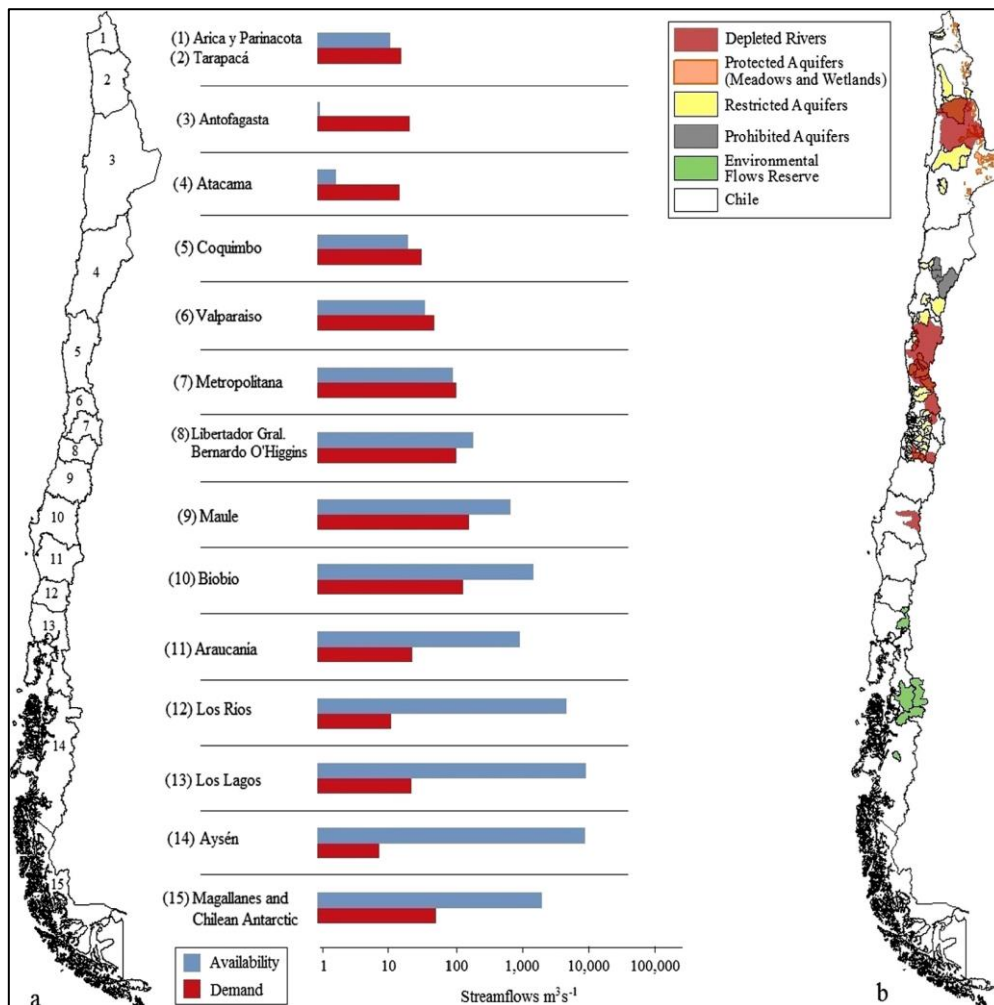 (1) Arica y Parinacota
(2) Tarapacá
(3) Antofagasta
(4) Atacama
(5) Coquimbo
(6) Valparaiso
(7) Metropolitana
(8) Libertador Gral.
Bernardo O'Higgins
(9) Maule
(10) Biobio
(11) Araucania
(12) Los Rios
(13) Los Lagos
(14) Aysén
(15) Magallanes and
Chilean Antarctic
Availability
Demand
1 10 100 1,000 10,000 100,000
Streamflows m³s⁻¹
1
2
3
4
5
6
7
8
9
10
11
12
13
14
15
a
Depleted Rivers
Protected Aquifers
(Meadows and Wetlands)
Restricted Aquifers
Prohibited Aquifers
Environmental
Flows Reserve
Chile
b